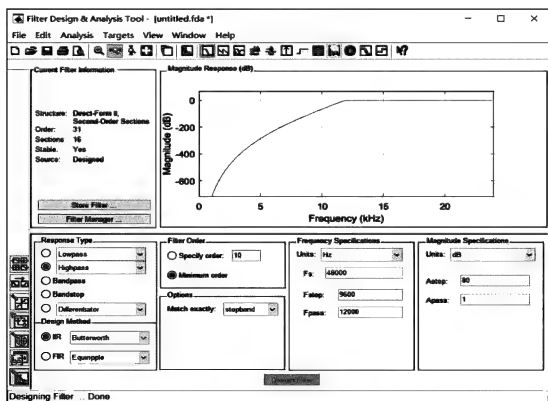 Filter Design & Analysis Tool - [untitled.fda *]
File Edit Analysis Targets View Window Help
Current Filter Information
Structure: Direct-Form II,
Second-Order Sections
Order: 31
Sections 16
Stable. Yes
Source: Designed
Store Filter ...
Filter Manager ...
Magnitude Response (dB)
Magnitude (dB)
0
-200
-400
-600
0 5 10 15 20
Frequency (kHz)
Response Type
Lowpass
Highpass
Bandpass
Bandstop
Differentiator
Design Method
IIR Butterworth
FIR Equiripple
Filter Order
Specify order: 10
Minimum order
Options
Match exactly: stopband
Frequency Specifications
Units: Hz
Fs: 48000
Fstop: 9600
Fpass: 12000
Magnitude Specifications
Units: dB
Astop: 80
Apass: 1
Designing Filter ... Done